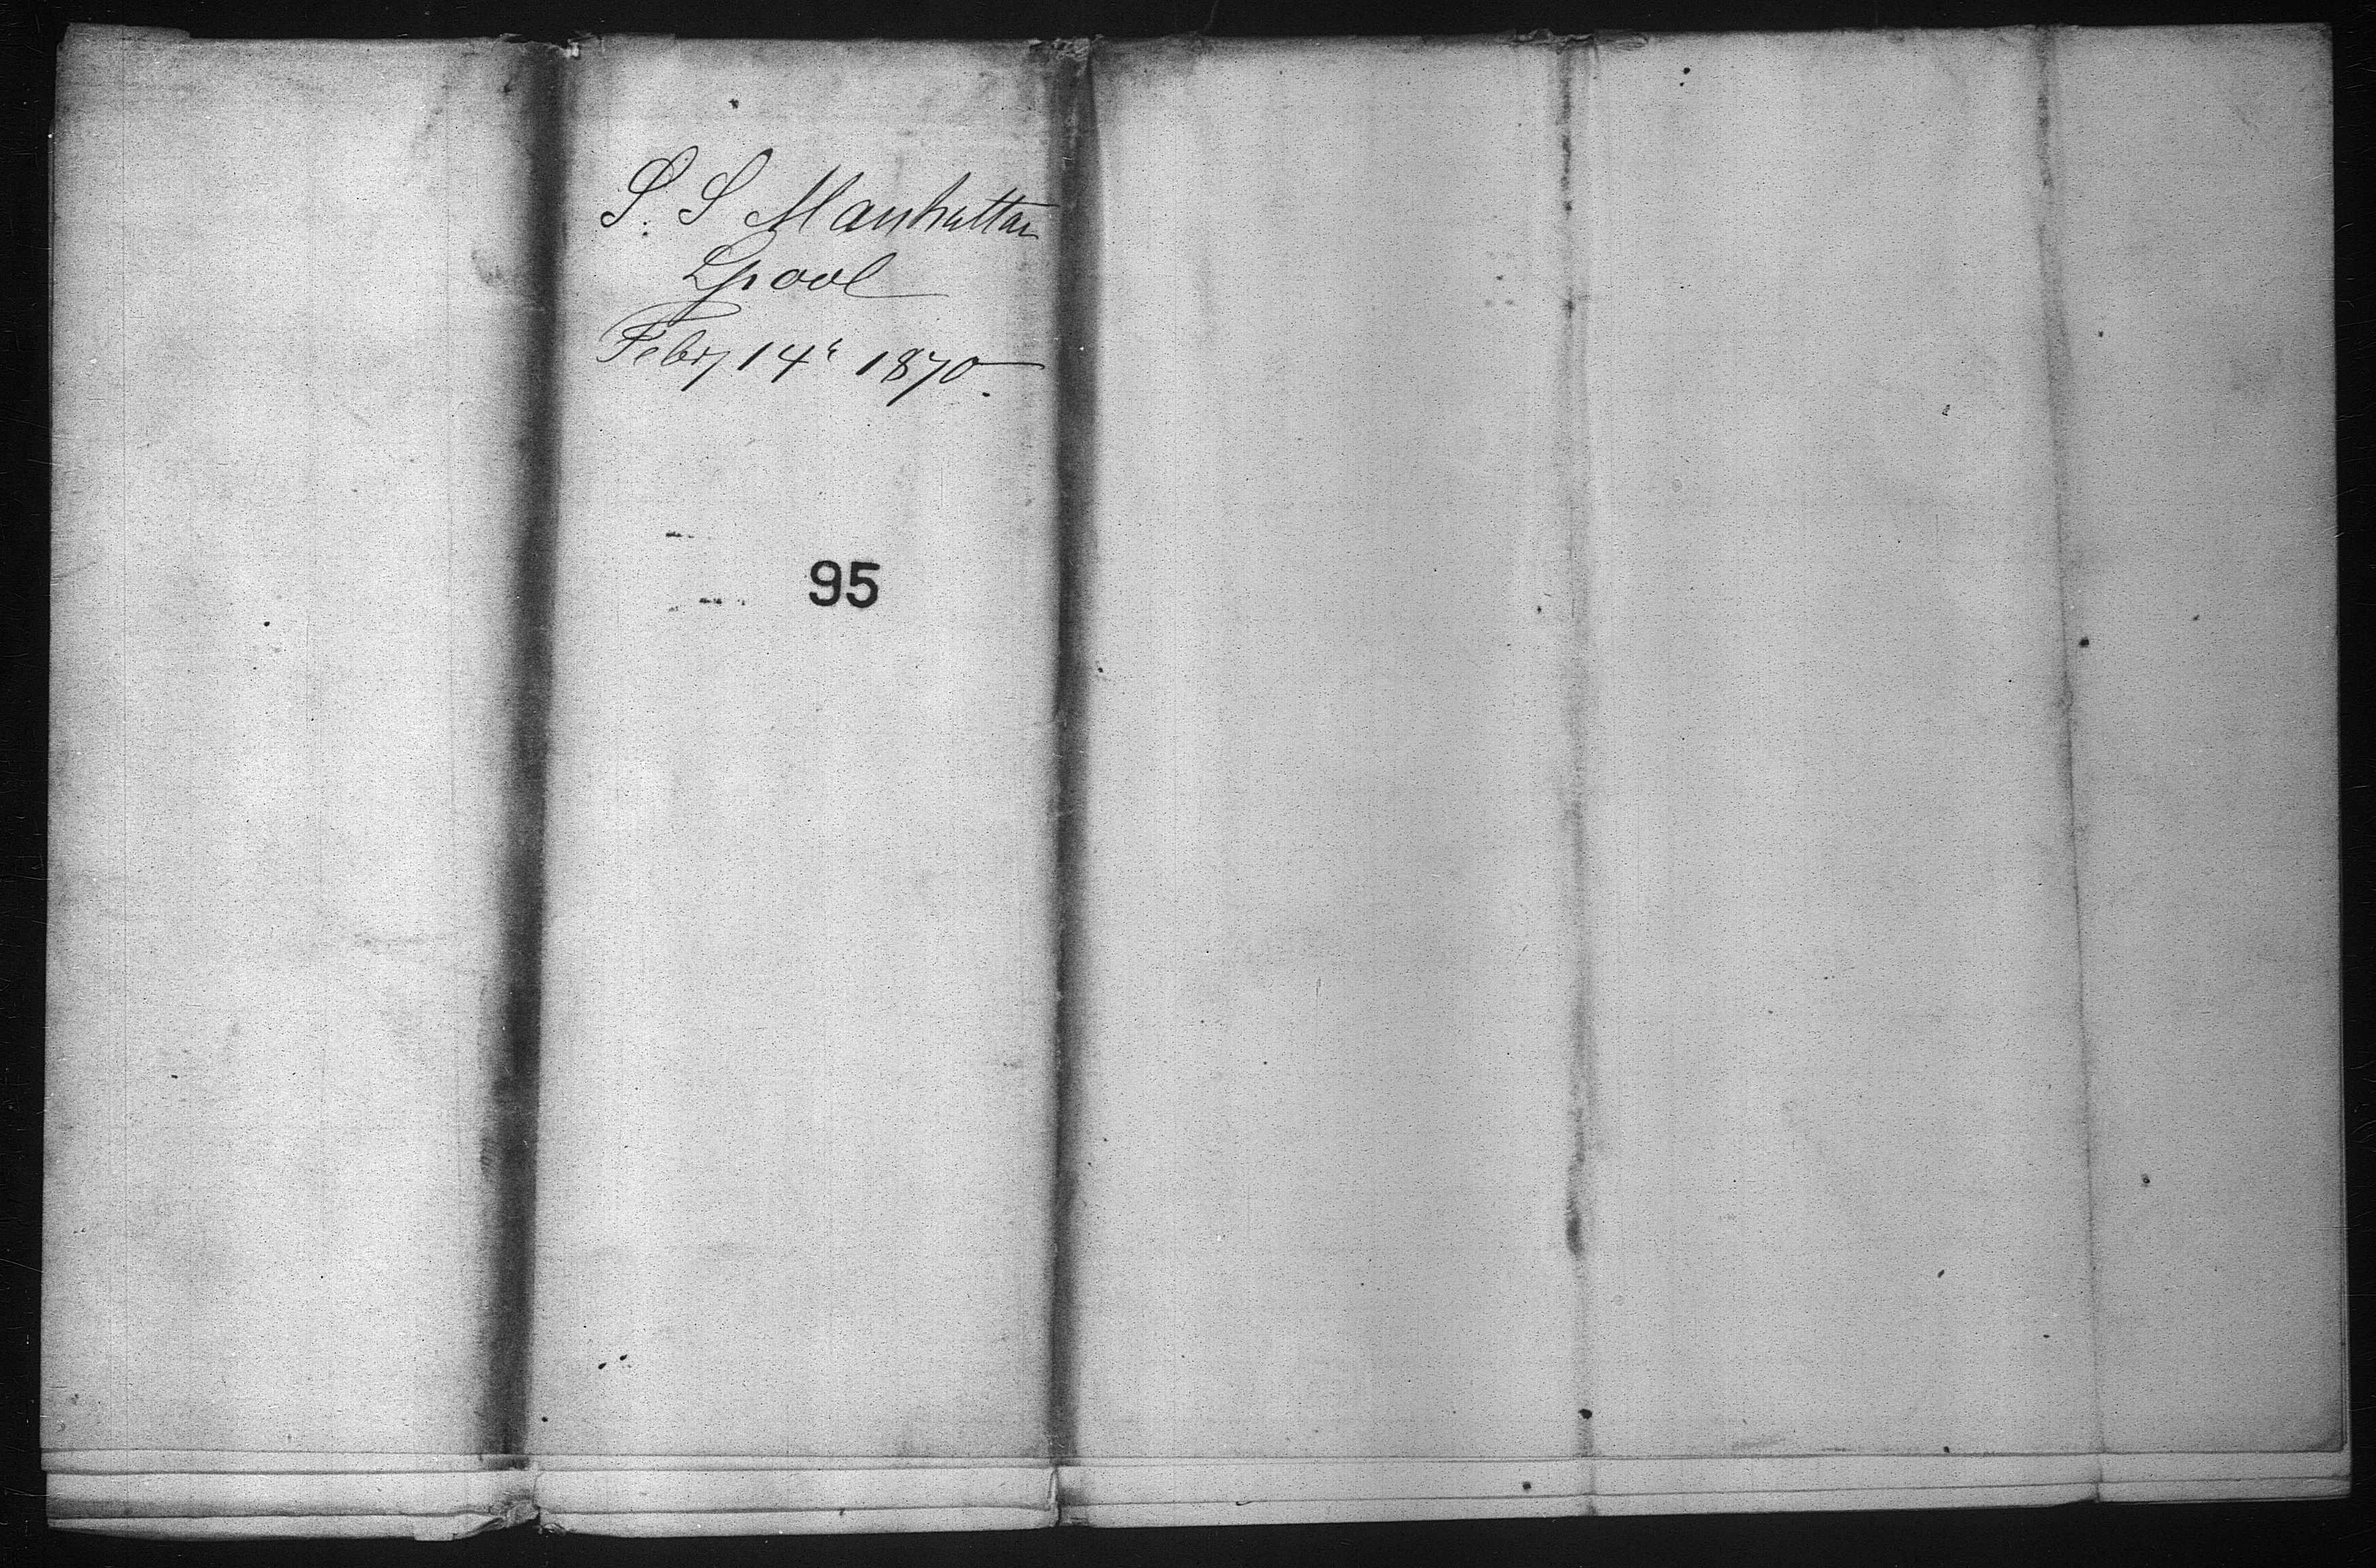 S. S Manhattan
Lpool
Feby 14th 1870.
95